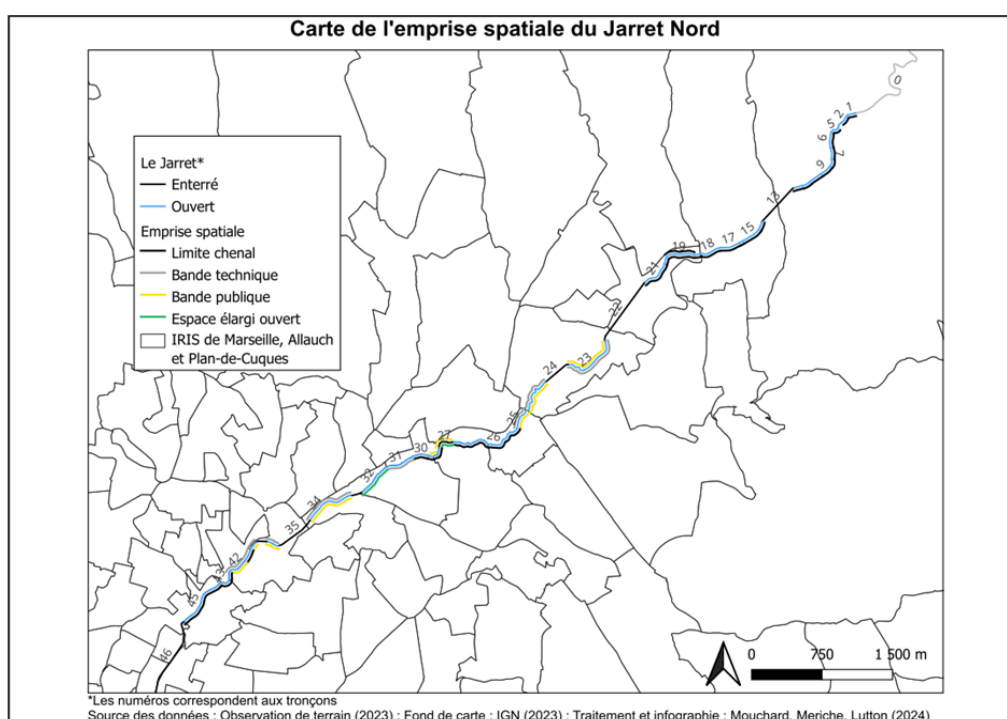 Carte de l'emprise spatiale du Jarret Nord
0
1
2
5
6
7
9
13
15
17
18
19
21
22
23
24
25
26
27
30
31
32
34
35
42
43
45
46
Le Jarret*
Enterré
Ouvert
Emprise spatiale
Limite chenal
Bande technique
Bande publique
Espace élargi ouvert
IRIS de Marseille, Allauch
et Plan-de-Cuques
0 750 1 500 m
*Les numéros correspondent aux tronçons
Source des données : Observation de terrain (2023) ; Fond de carte : IGN (2023) ; Traitement et infographie : Mouchard, Meriche, Lutton (2024)